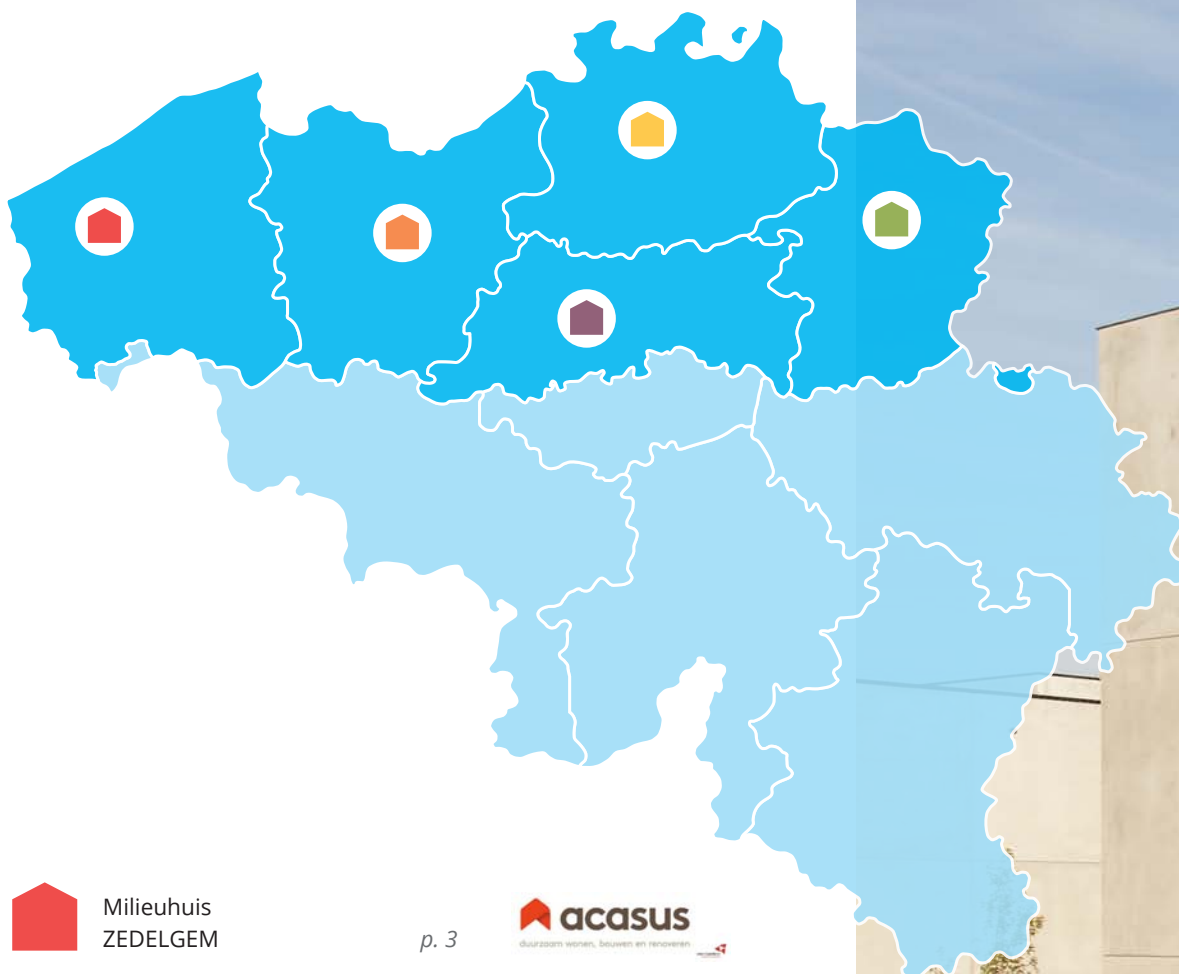 Milieuhuis
ZEDELGEM
p. 3
acasus
duurzaam wonen, bouwen en renoveren